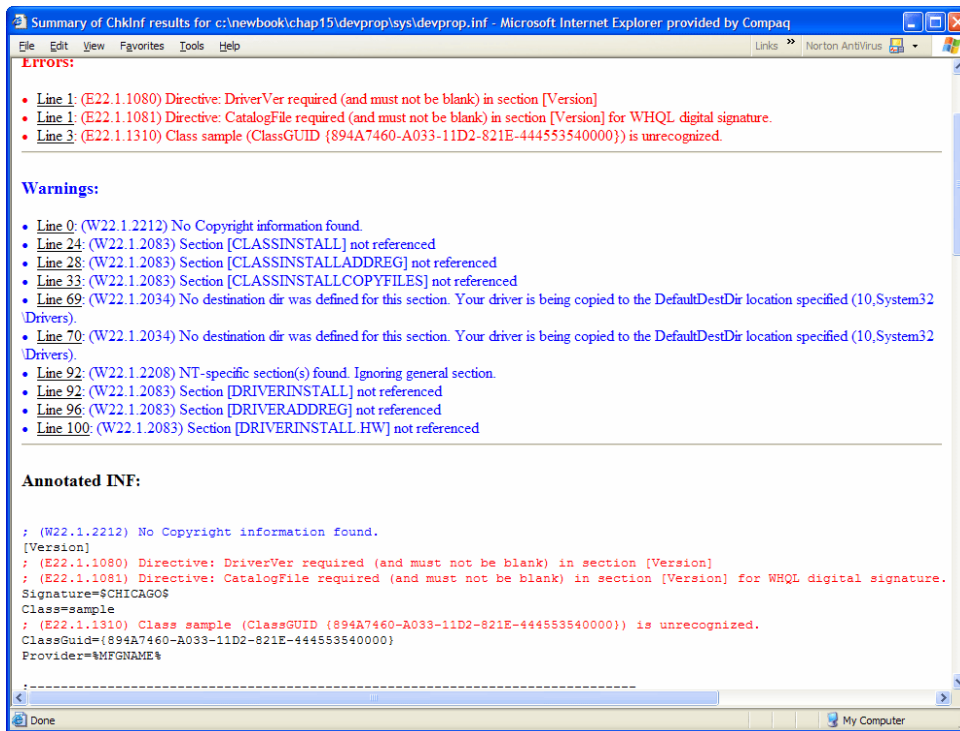 Summary of ChkInf results for c:\newbook\chap15\devprop\sys\devprop.inf - Microsoft Internet Explorer provided by Compaq
File Edit View Favorites Tools Help Links » Norton AntiVirus
Errors:
• Line 1: (E22.1.1080) Directive: DriverVer required (and must not be blank) in section [Version]
• Line 1: (E22.1.1081) Directive: CatalogFile required (and must not be blank) in section [Version] for WHQL digital signature.
• Line 3: (E22.1.1310) Class sample (ClassGUID {894A7460-A033-11D2-821E-444553540000}) is unrecognized.
Warnings:
• Line 0: (W22.1.2212) No Copyright information found.
• Line 24: (W22.1.2083) Section [CLASSINSTALL] not referenced
• Line 28: (W22.1.2083) Section [CLASSINSTALLADDREG] not referenced
• Line 33: (W22.1.2083) Section [CLASSINSTALLCOPYFILES] not referenced
• Line 69: (W22.1.2034) No destination dir was defined for this section. Your driver is being copied to the DefaultDestDir location specified (10,System32
\Drivers).
• Line 70: (W22.1.2034) No destination dir was defined for this section. Your driver is being copied to the DefaultDestDir location specified (10,System32
\Drivers).
• Line 92: (W22.1.2208) NT-specific section(s) found. Ignoring general section.
• Line 92: (W22.1.2083) Section [DRIVERINSTALL] not referenced
• Line 96: (W22.1.2083) Section [DRIVERADDREG] not referenced
• Line 100: (W22.1.2083) Section [DRIVERINSTALL.HW] not referenced
Annotated INF:
; (W22.1.2212) No Copyright information found.
[Version]
; (E22.1.1080) Directive: DriverVer required (and must not be blank) in section [Version]
; (E22.1.1081) Directive: CatalogFile required (and must not be blank) in section [Version] for WHQL digital signature.
Signature=$CHICAGO$
Class=sample
; (E22.1.1310) Class sample (ClassGUID {894A7460-A033-11D2-821E-444553540000}) is unrecognized.
ClassGuid={894A7460-A033-11D2-821E-444553540000}
Provider=%MFGNAME%
;------------------------------------------------------------------------------
Done My Computer